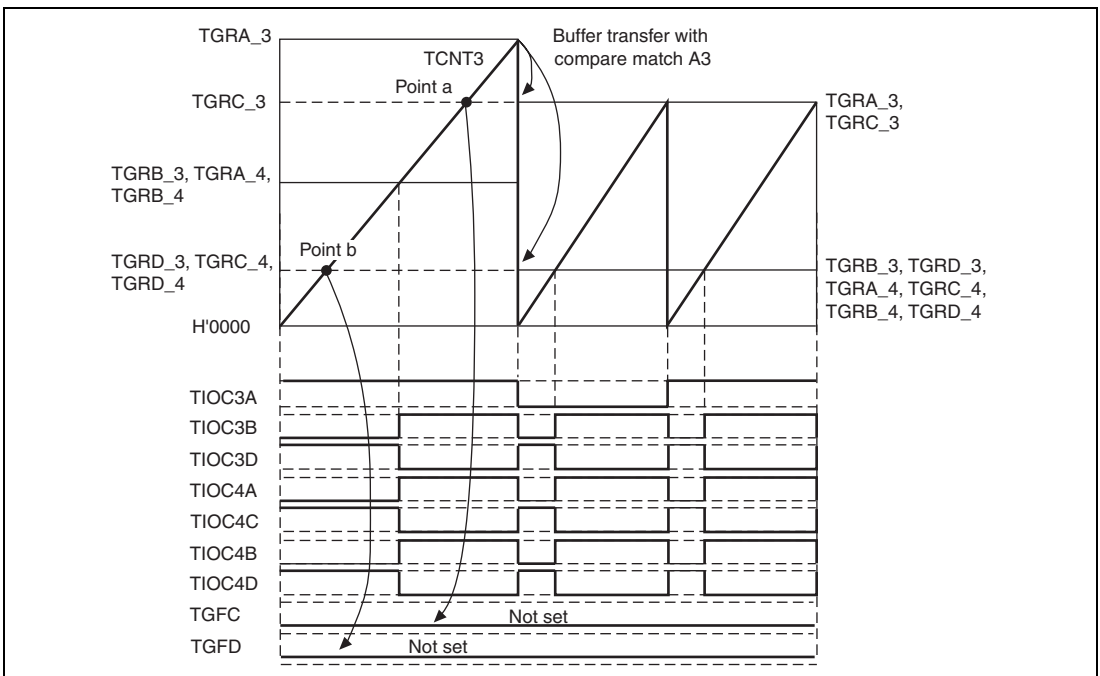 TGRA_3
TCNT3
Buffer transfer with
compare match A3
Point a
TGRC_3
TGRA_3,
TGRC_3
TGRB_3, TGRA_4,
TGRB_4
Point b
TGRD_3, TGRC_4,
TGRD_4
TGRB_3, TGRD_3,
TGRA_4, TGRC_4,
TGRB_4, TGRD_4
H'0000
TIOC3A
TIOC3B
TIOC3D
TIOC4A
TIOC4C
TIOC4B
TIOC4D
TGFC
Not set
TGFD
Not set